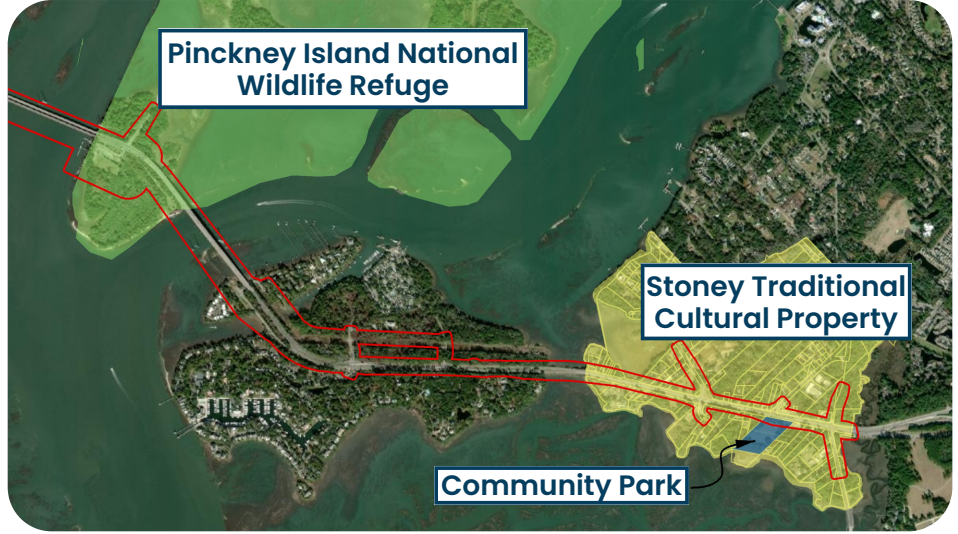 Pinckney Island National
Wildlife Refuge
Stoney Traditional
Cultural Property
Community Park